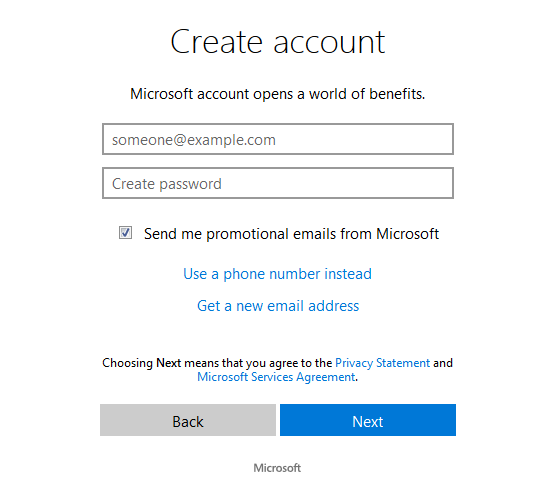 Create account
Microsoft account opens a world of benefits.
someone@example.com
Create password
Send me promotional emails from Microsoft
Use a phone number instead
Get a new email address
Choosing Next means that you agree to the Privacy Statement and
Microsoft Services Agreement.
Back
Next
Microsoft